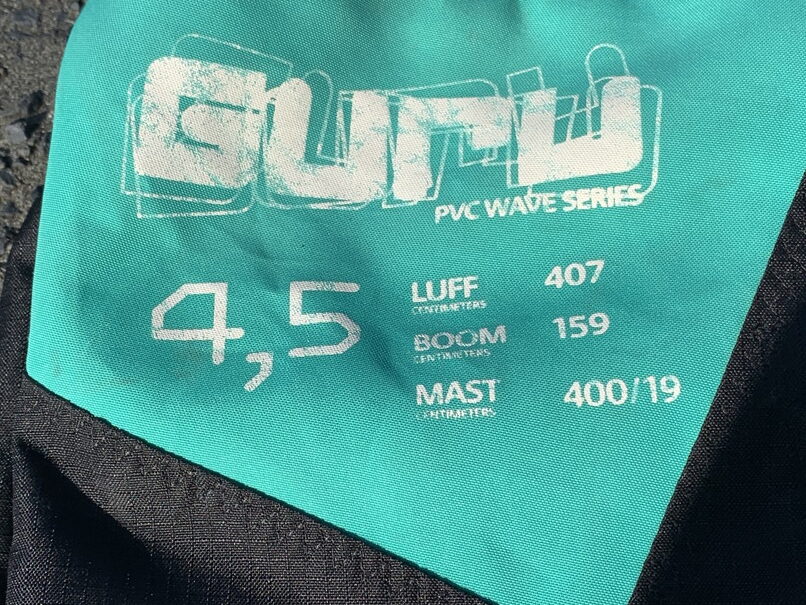 GURU
PVC WAVE SERIES
4,5
LUFF 407
CENTIMETERS
BOOM 159
CENTIMETERS
MAST 400/19
CENTIMETERS